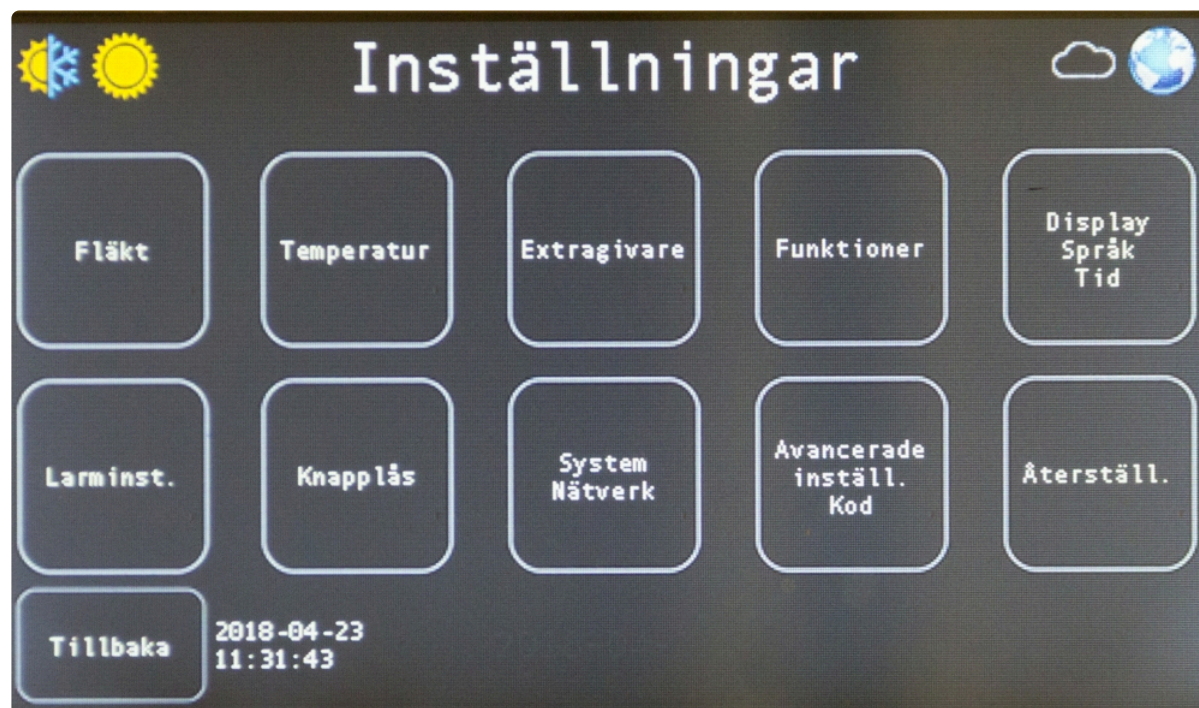 Inställningar
Fläkt
Temperatur
Extragivare
Funktioner
Display
Språk
Tid
Larminst.
Knapplås
System
Nätverk
Avancerade
inställ.
Kod
Återställ.
Tillbaka
2018-04-23
11:31:43